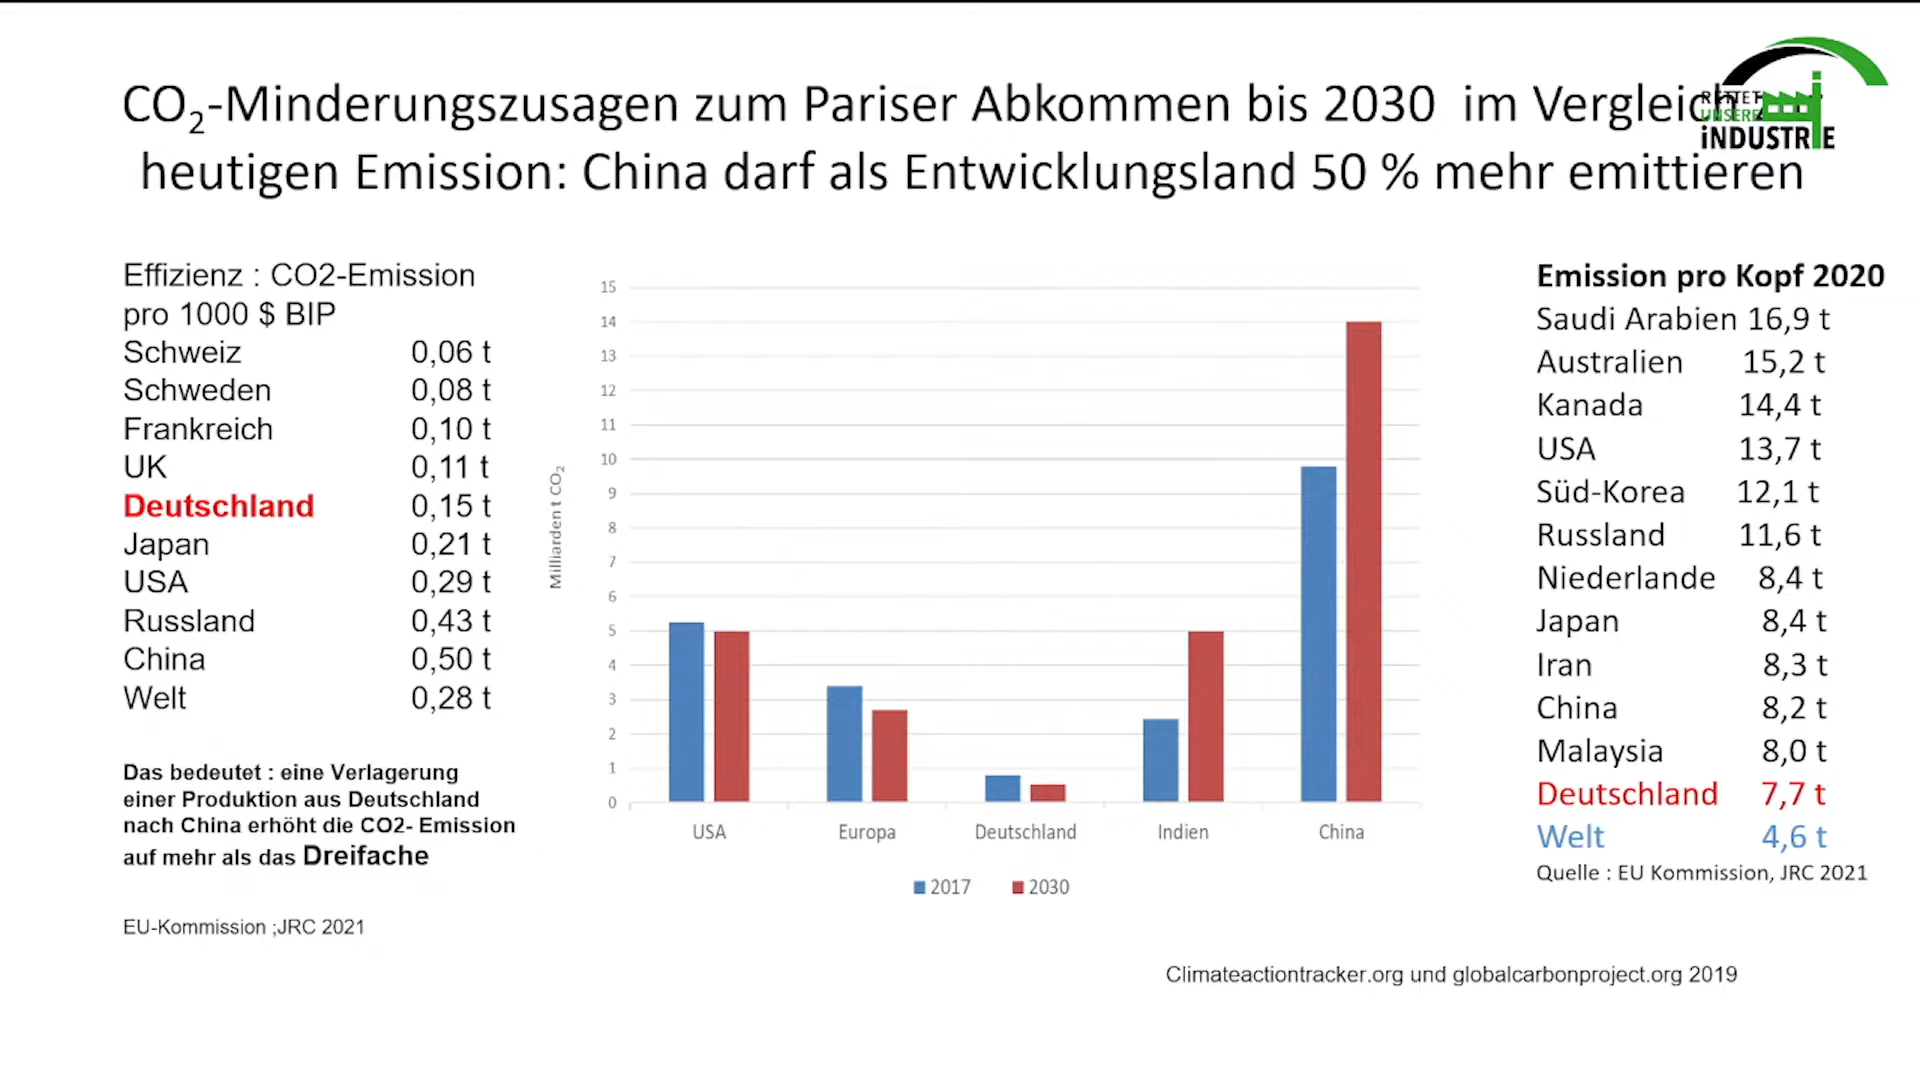 CO₂-Minderungszusagen zum Pariser Abkommen bis 2030 im Vergleich
heutigen Emission: China darf als Entwicklungsland 50 % mehr emittieren
RETTET
UNSERE
iNDUSTRiE
Effizienz : CO2-Emission
pro 1000 $ BIP
Schweiz 0,06 t
Schweden 0,08 t
Frankreich 0,10 t
UK 0,11 t
Deutschland 0,15 t
Japan 0,21 t
USA 0,29 t
Russland 0,43 t
China 0,50 t
Welt 0,28 t
Das bedeutet : eine Verlagerung
einer Produktion aus Deutschland
nach China erhöht die CO2- Emission
auf mehr als das Dreifache
EU-Kommission ;JRC 2021
Milliarden t CO₂
15
14
13
12
11
10
9
8
7
6
5
4
3
2
1
0
USA Europa Deutschland Indien China
2017 2030
Emission pro Kopf 2020
Saudi Arabien 16,9 t
Australien 15,2 t
Kanada 14,4 t
USA 13,7 t
Süd-Korea 12,1 t
Russland 11,6 t
Niederlande 8,4 t
Japan 8,4 t
Iran 8,3 t
China 8,2 t
Malaysia 8,0 t
Deutschland 7,7 t
Welt 4,6 t
Quelle : EU Kommission, JRC 2021
Climateactiontracker.org und globalcarbonproject.org 2019